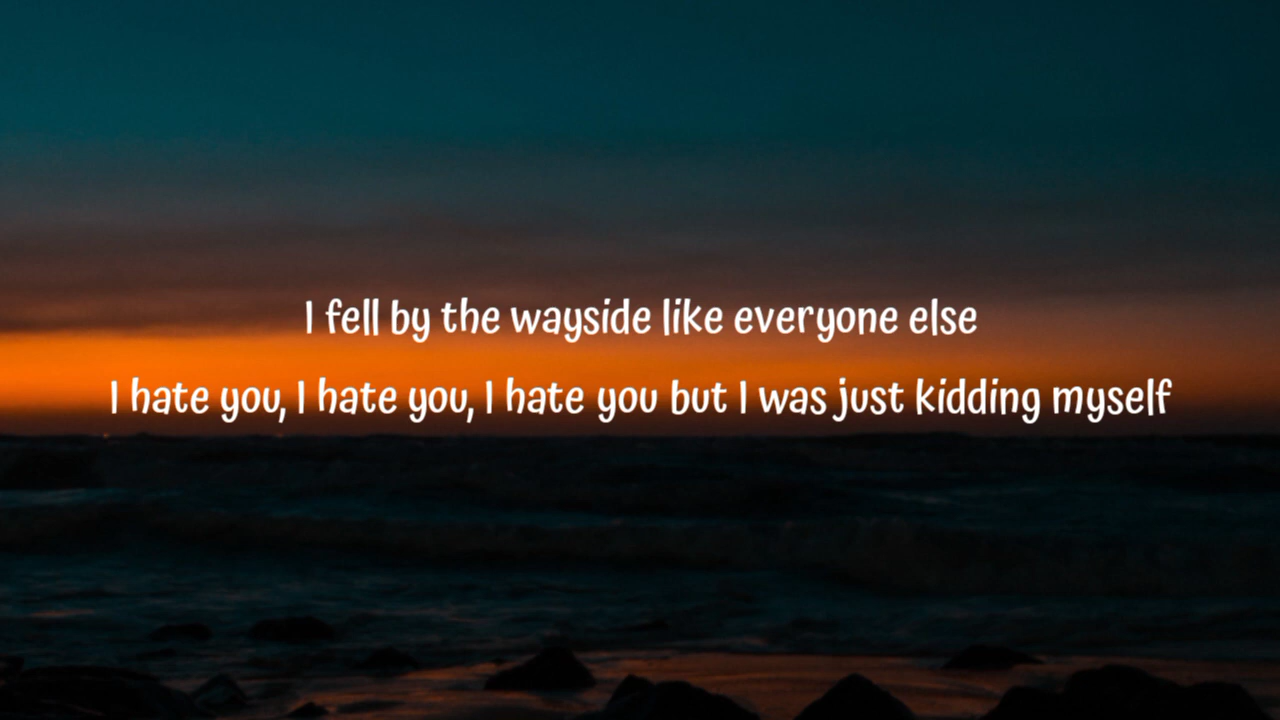 I fell by the wayside like everyone else
I hate you, I hate you, I hate you but I was just kidding myself